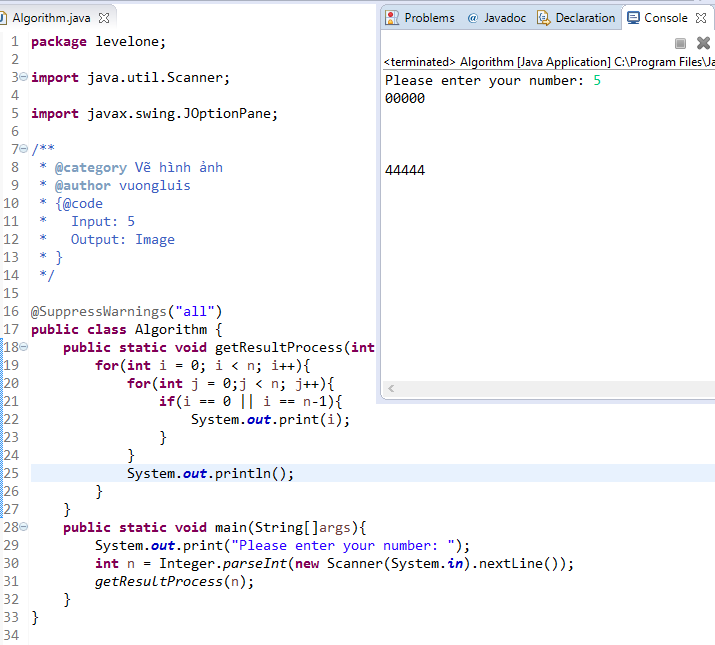 Algorithm.java
1 package levelone;
2
3 import java.util.Scanner;
4
5 import javax.swing.JOptionPane;
6
7 /**
8  * @category Vẽ hình ảnh
9  * @author vuongluis
10  * {@code
11  *   Input: 5
12  *   Output: Image
13  * }
14  */
15
16 @SuppressWarnings("all")
17 public class Algorithm {
18     public static void getResultProcess(int
19         for(int i = 0; i < n; i++){
20             for(int j = 0;j < n; j++){
21                 if(i == 0 || i == n-1){
22                     System.out.print(i);
23                 }
24             }
25             System.out.println();
26         }
27     }
28     public static void main(String[]args){
29         System.out.print("Please enter your number: ");
30         int n = Integer.parseInt(new Scanner(System.in).nextLine());
31         getResultProcess(n);
32     }
33 }
34
Problems @ Javadoc Declaration Console
<terminated> Algorithm [Java Application] C:\Program Files\Ja
Please enter your number: 5
00000
44444